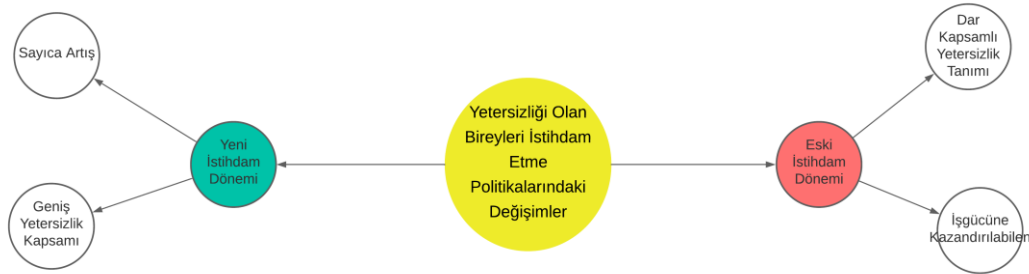 Sayıca Artış
Yeni
İstihdam
Dönemi
Geniş
Yetersizlik
Kapsamı
Yetersizliği Olan
Bireyleri İstihdam
Etme
Politikalarındaki
Değişimler
Eski
İstihdam
Dönemi
Dar
Kapsamlı
Yetersizlik
Tanımı
İşgücüne
Kazandırılabilen